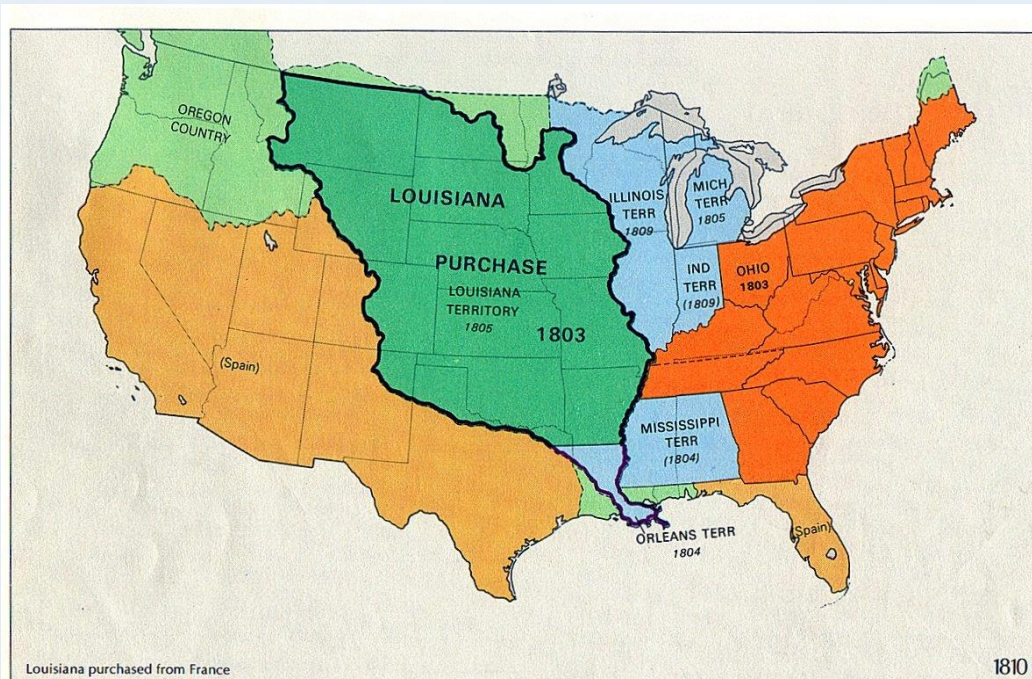 OREGON
COUNTRY
LOUISIANA
PURCHASE
LOUISIANA
TERRITORY
1805
1803
ILLINOIS
TERR
1809
MICH
TERR
1805
IND
TERR
(1809)
OHIO
1803
(Spain)
MISSISSIPPI
TERR
(1804)
ORLEANS TERR
1804
(Spain)
Louisiana purchased from France
1810